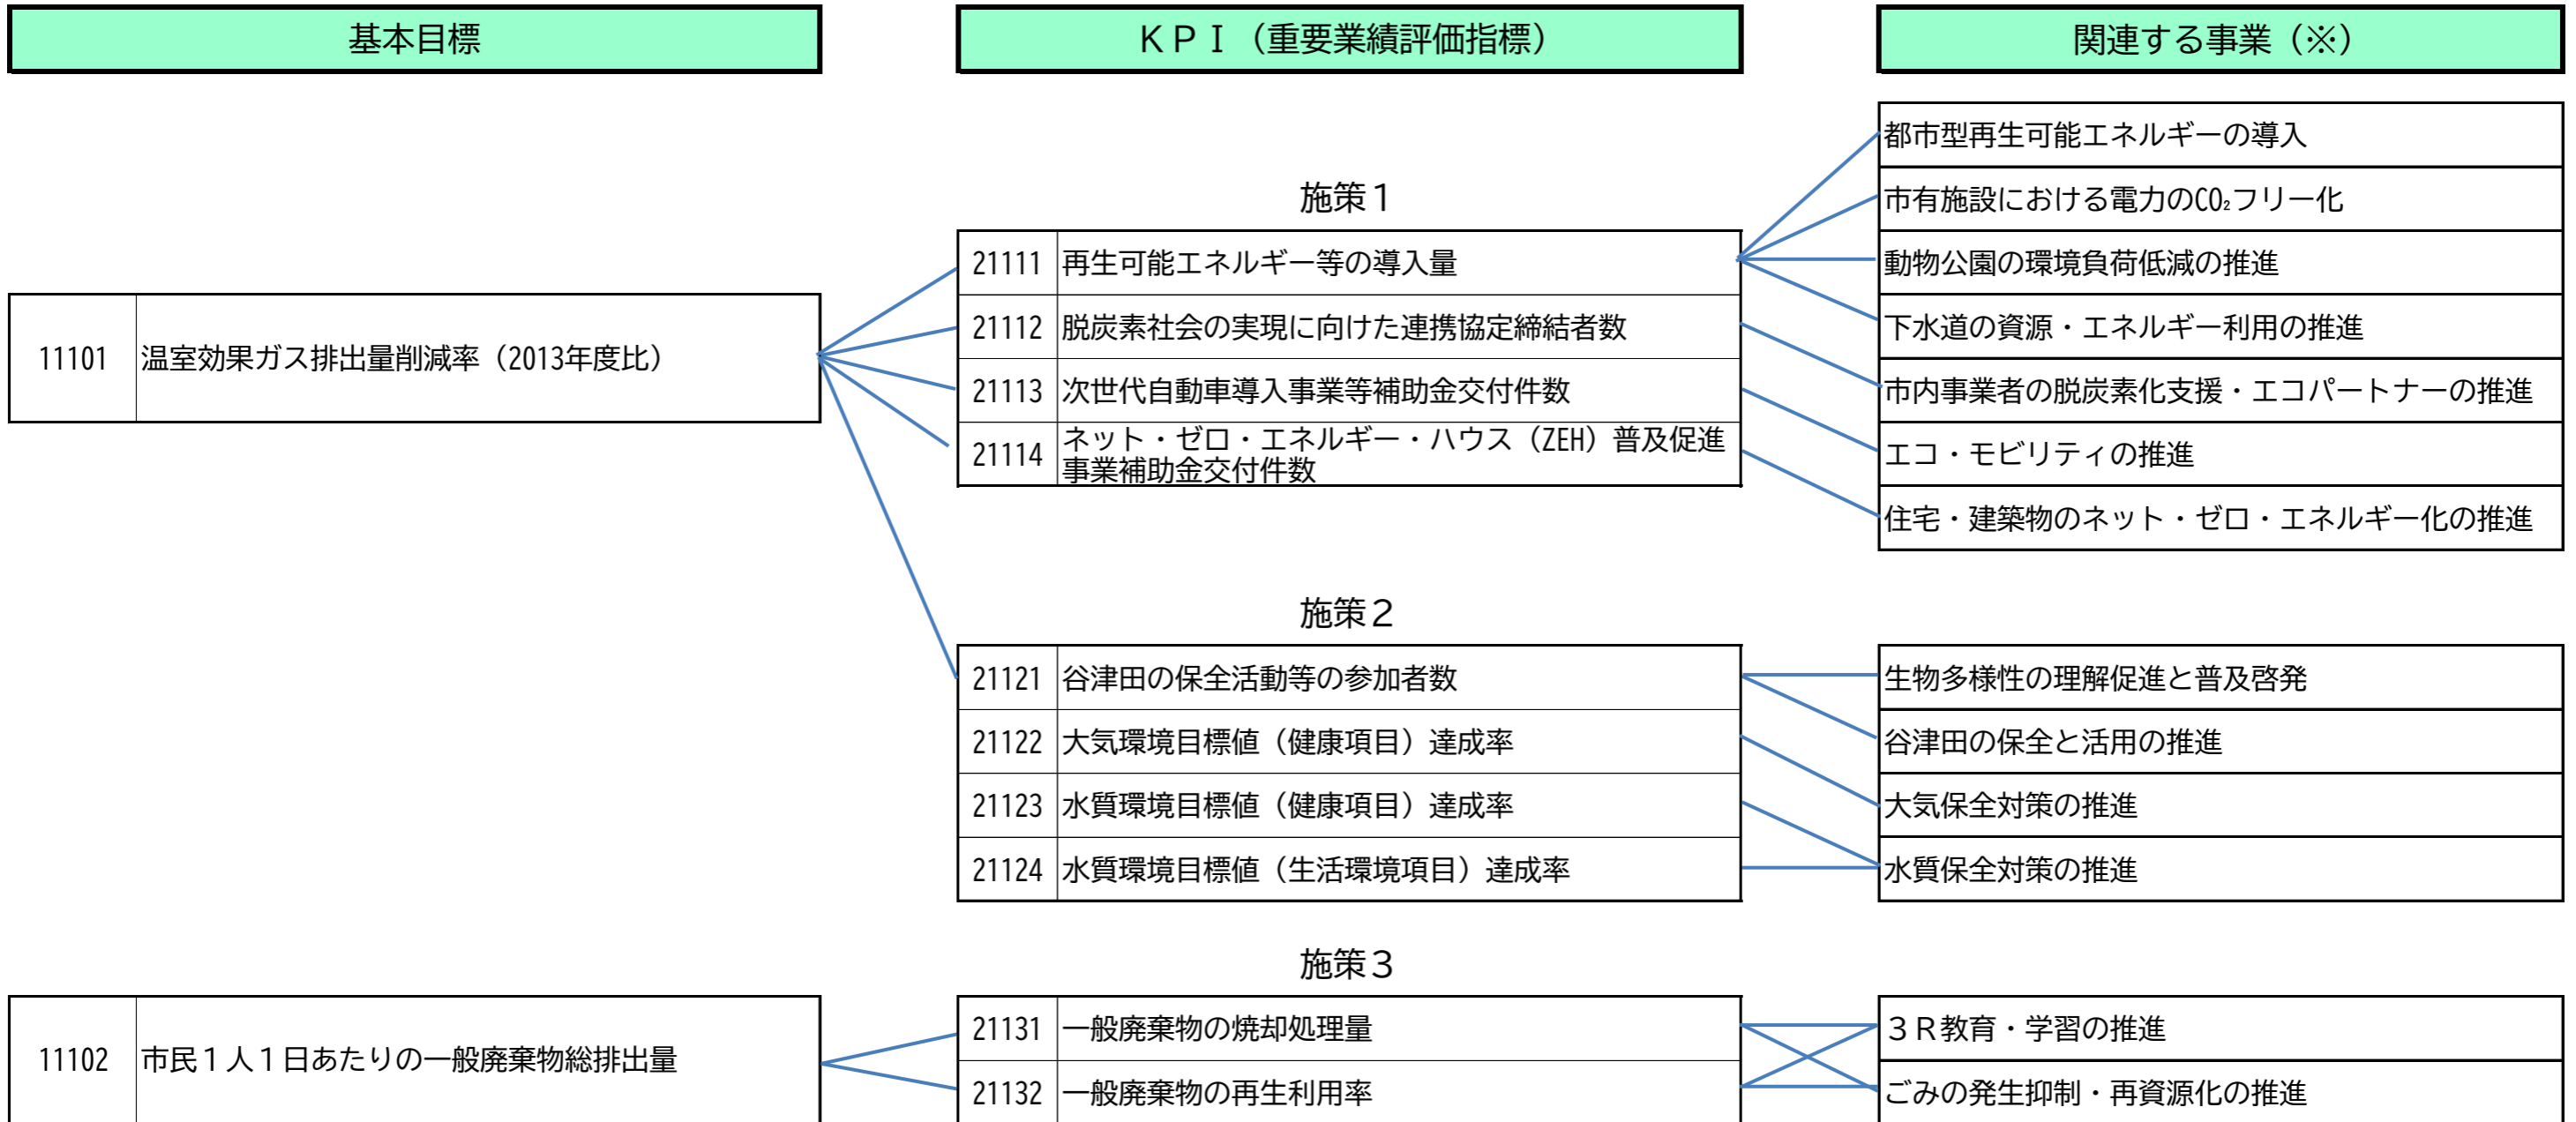 基本目標
ＫＰＩ（重要業績評価指標）
関連する事業（※）
都市型再生可能エネルギーの導入
施策１
市有施設における電力のCO₂フリー化
21111 再生可能エネルギー等の導入量
動物公園の環境負荷低減の推進
21112 脱炭素社会の実現に向けた連携協定締結者数
下水道の資源・エネルギー利用の推進
11101 温室効果ガス排出量削減率（2013年度比）
21113 次世代自動車導入事業等補助金交付件数
市内事業者の脱炭素化支援・エコパートナーの推進
21114 ネット・ゼロ・エネルギー・ハウス（ZEH）普及促進
事業補助金交付件数
エコ・モビリティの推進
住宅・建築物のネット・ゼロ・エネルギー化の推進
施策２
21121 谷津田の保全活動等の参加者数
生物多様性の理解促進と普及啓発
21122 大気環境目標値（健康項目）達成率
谷津田の保全と活用の推進
21123 水質環境目標値（健康項目）達成率
大気保全対策の推進
21124 水質環境目標値（生活環境項目）達成率
水質保全対策の推進
施策３
11102 市民１人１日あたりの一般廃棄物総排出量
21131 一般廃棄物の焼却処理量
３Ｒ教育・学習の推進
21132 一般廃棄物の再生利用率
ごみの発生抑制・再資源化の推進